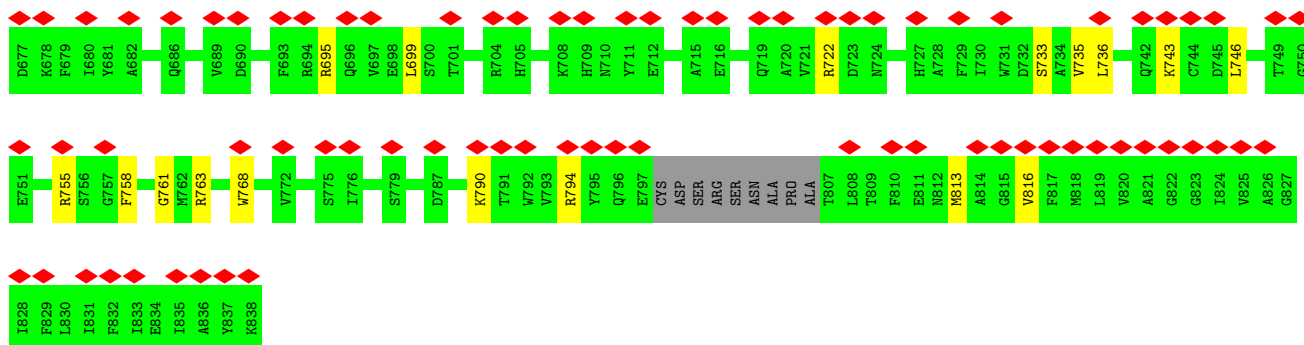 D677 K678 F679 I680 Y681 A682 Q686 V689 D690 F693 R694 R695 Q696 V697 E698 L699 S700 T701 R704 H705 K708 H709 N710 Y711 E712 A715 E716 Q719 A720 V721 R722 D723 N724 H727 A728 F729 I730 W731 D732 S733 A734 V735 L736 Q742 K743 C744 D745 L746 T749 G750
E751 R755 S756 G757 F758 G761 M762 R763 W768 V772 S775 I776 S779 D787 K790 T791 W792 V793 R794 Y795 Q796 E797 CYS ASP SER ARG SER ASN ALA PRO ALA T807 L808 T809 F810 E811 N812 M813 A814 G815 V816 F817 M818 L819 V820 A821 G822 G823 I824 V825 A826 G827
I828 F829 L830 I831 F832 I833 E834 I835 A836 Y837 K838